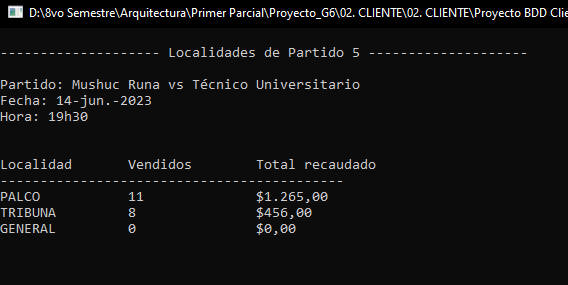 D:\8vo Semestre\Arquitectura\Primer Parcial\Proyecto_G6\02. CLIENTE\02. CLIENTE\Proyecto BDD Clie
-------------------- Localidades de Partido 5 --------------------
Partido: Mushuc Runa vs Técnico Universitario
Fecha: 14-jun.-2023
Hora: 19h30
Localidad       Vendidos        Total recaudado
-------------------------------------------
PALCO           11              $1.265,00
TRIBUNA         8               $456,00
GENERAL         0               $0,00